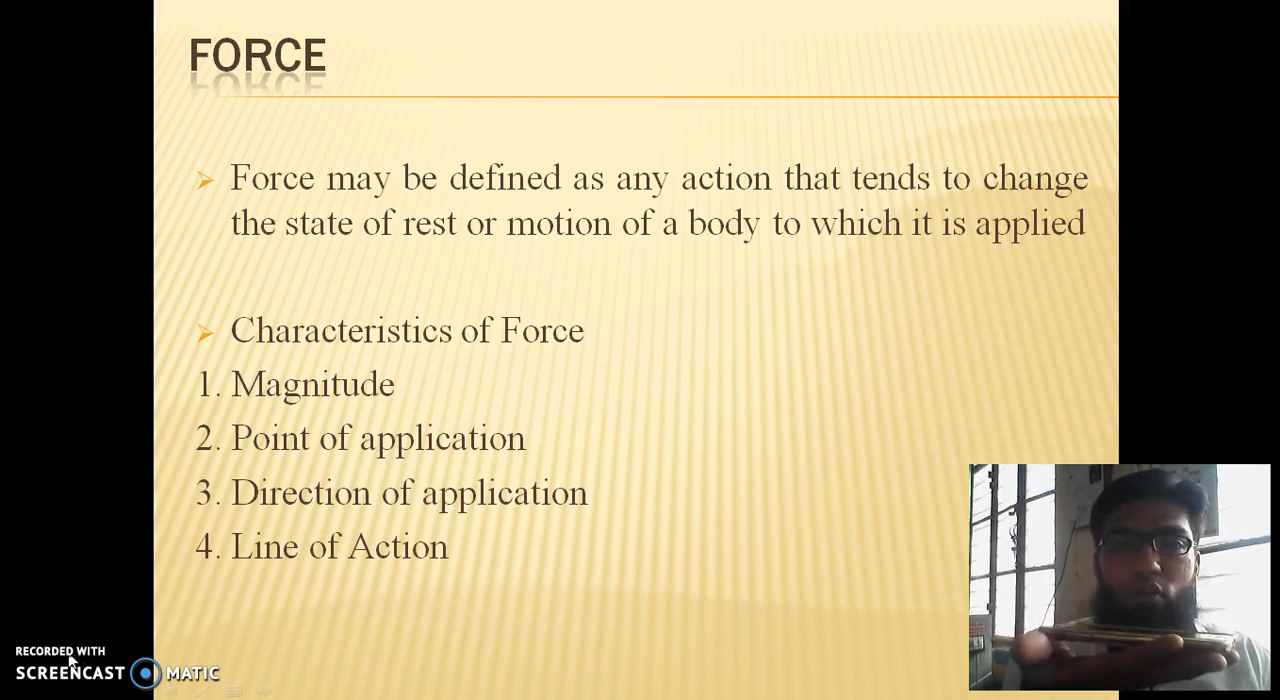 FORCE
Force may be defined as any action that tends to change
the state of rest or motion of a body to which it is applied
Characteristics of Force
1. Magnitude
2. Point of application
3. Direction of application
4. Line of Action
RECORDED WITH
SCREENCAST MATIC